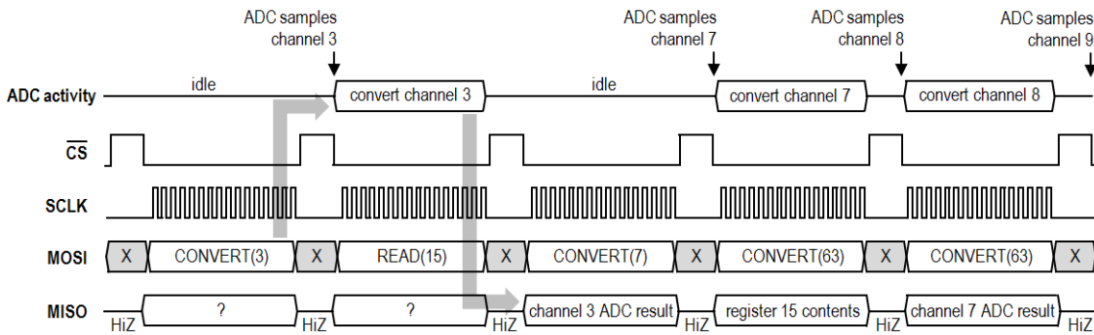 ADC samples
channel 3
ADC samples
channel 7
ADC samples
channel 8
ADC samples
channel 9
ADC activity
idle
convert channel 3
idle
convert channel 7
convert channel 8
CS
SCLK
MOSI
X
CONVERT(3)
X
READ(15)
X
CONVERT(7)
X
CONVERT(63)
X
CONVERT(63)
X
MISO
HiZ
?
HiZ
?
HiZ
channel 3 ADC result
HiZ
register 15 contents
HiZ
channel 7 ADC result
HiZ